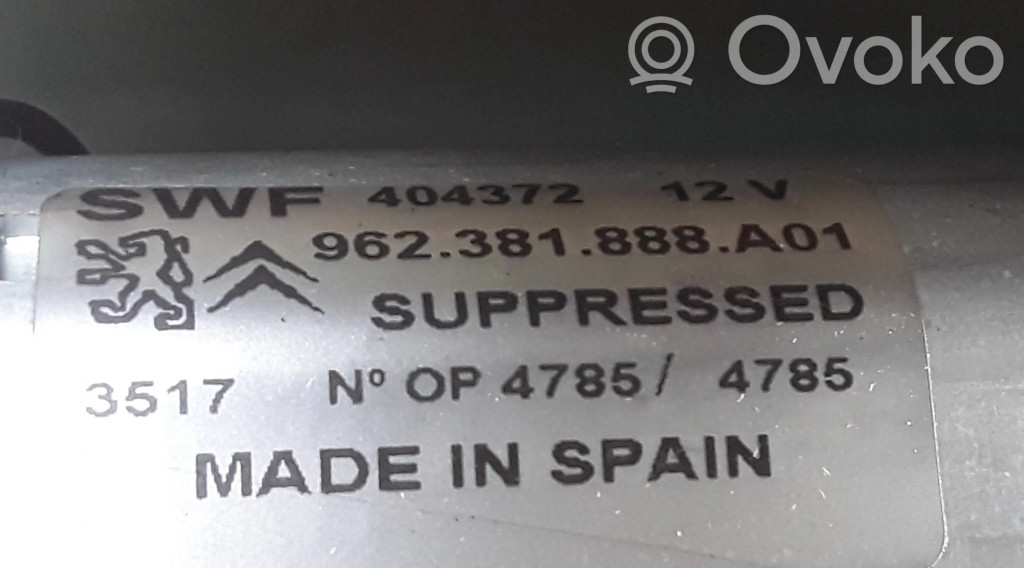 Ovoko
SWF 404372 12 V
962.381.888.A01
SUPPRESSED
3517 Nº OP 4785/ 4785
MADE IN SPAIN